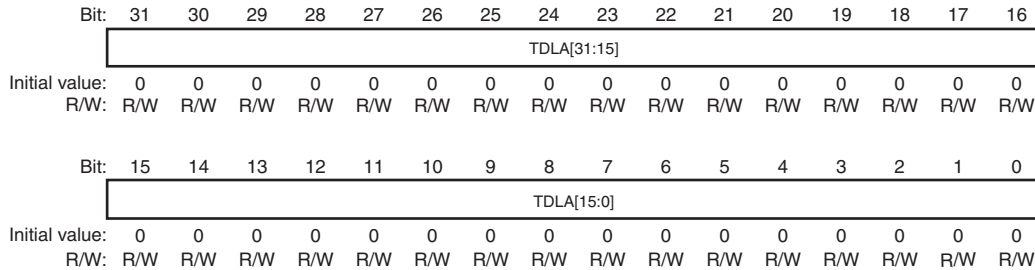 Bit: 31 30 29 28 27 26 25 24 23 22 21 20 19 18 17 16
TDLA[31:15]
Initial value: 0 0 0 0 0 0 0 0 0 0 0 0 0 0 0 0
R/W: R/W R/W R/W R/W R/W R/W R/W R/W R/W R/W R/W R/W R/W R/W R/W R/W
Bit: 15 14 13 12 11 10 9 8 7 6 5 4 3 2 1 0
TDLA[15:0]
Initial value: 0 0 0 0 0 0 0 0 0 0 0 0 0 0 0 0
R/W: R/W R/W R/W R/W R/W R/W R/W R/W R/W R/W R/W R/W R/W R/W R/W R/W